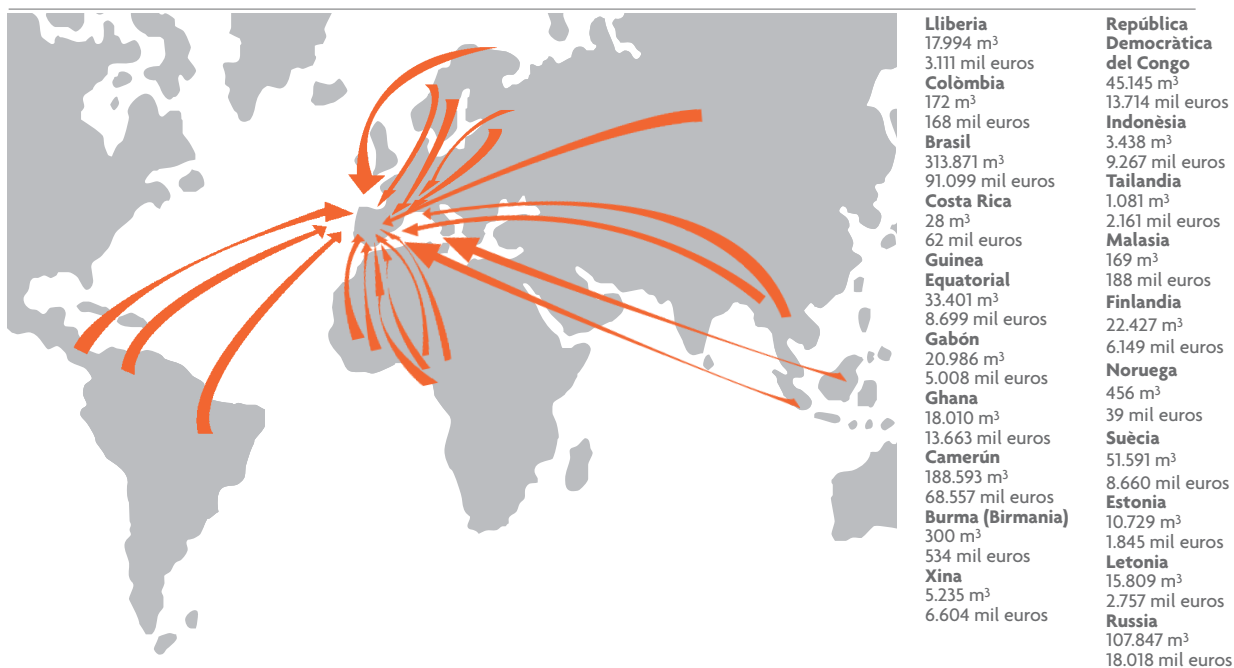 Lliberia
17.994 m³
3.111 mil euros
Colòmbia
172 m³
168 mil euros
Brasil
313.871 m³
91.099 mil euros
Costa Rica
28 m³
62 mil euros
Guinea
Equatorial
33.401 m³
8.699 mil euros
Gabón
20.986 m³
5.008 mil euros
Ghana
18.010 m³
13.663 mil euros
Camerún
188.593 m³
68.557 mil euros
Burma (Birmania)
300 m³
534 mil euros
Xina
5.235 m³
6.604 mil euros
República
Democràtica
del Congo
45.145 m³
13.714 mil euros
Indonèsia
3.438 m³
9.267 mil euros
Tailandia
1.081 m³
2.161 mil euros
Malasia
169 m³
188 mil euros
Finlandia
22.427 m³
6.149 mil euros
Noruega
456 m³
39 mil euros
Suècia
51.591 m³
8.660 mil euros
Estonia
10.729 m³
1.845 mil euros
Letonia
15.809 m³
2.757 mil euros
Russia
107.847 m³
18.018 mil euros